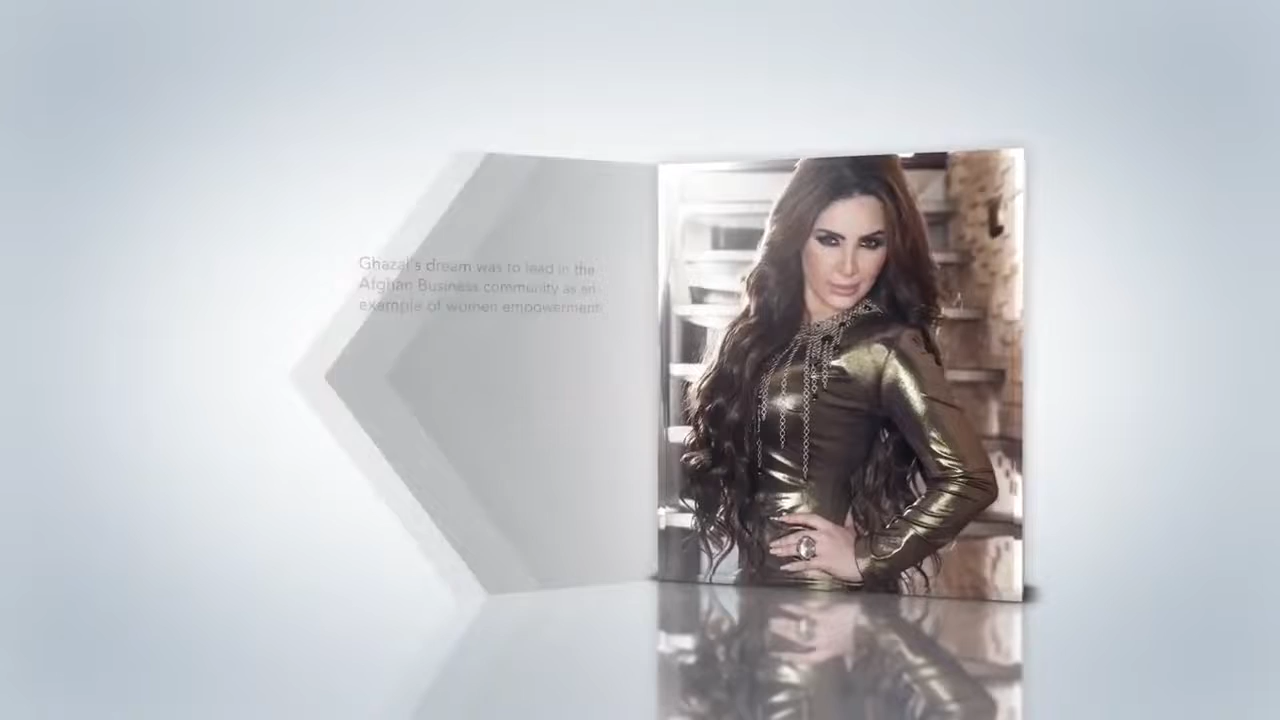 Ghazal's dream was to lead in the
Afghan Business community as an
example of women empowerment